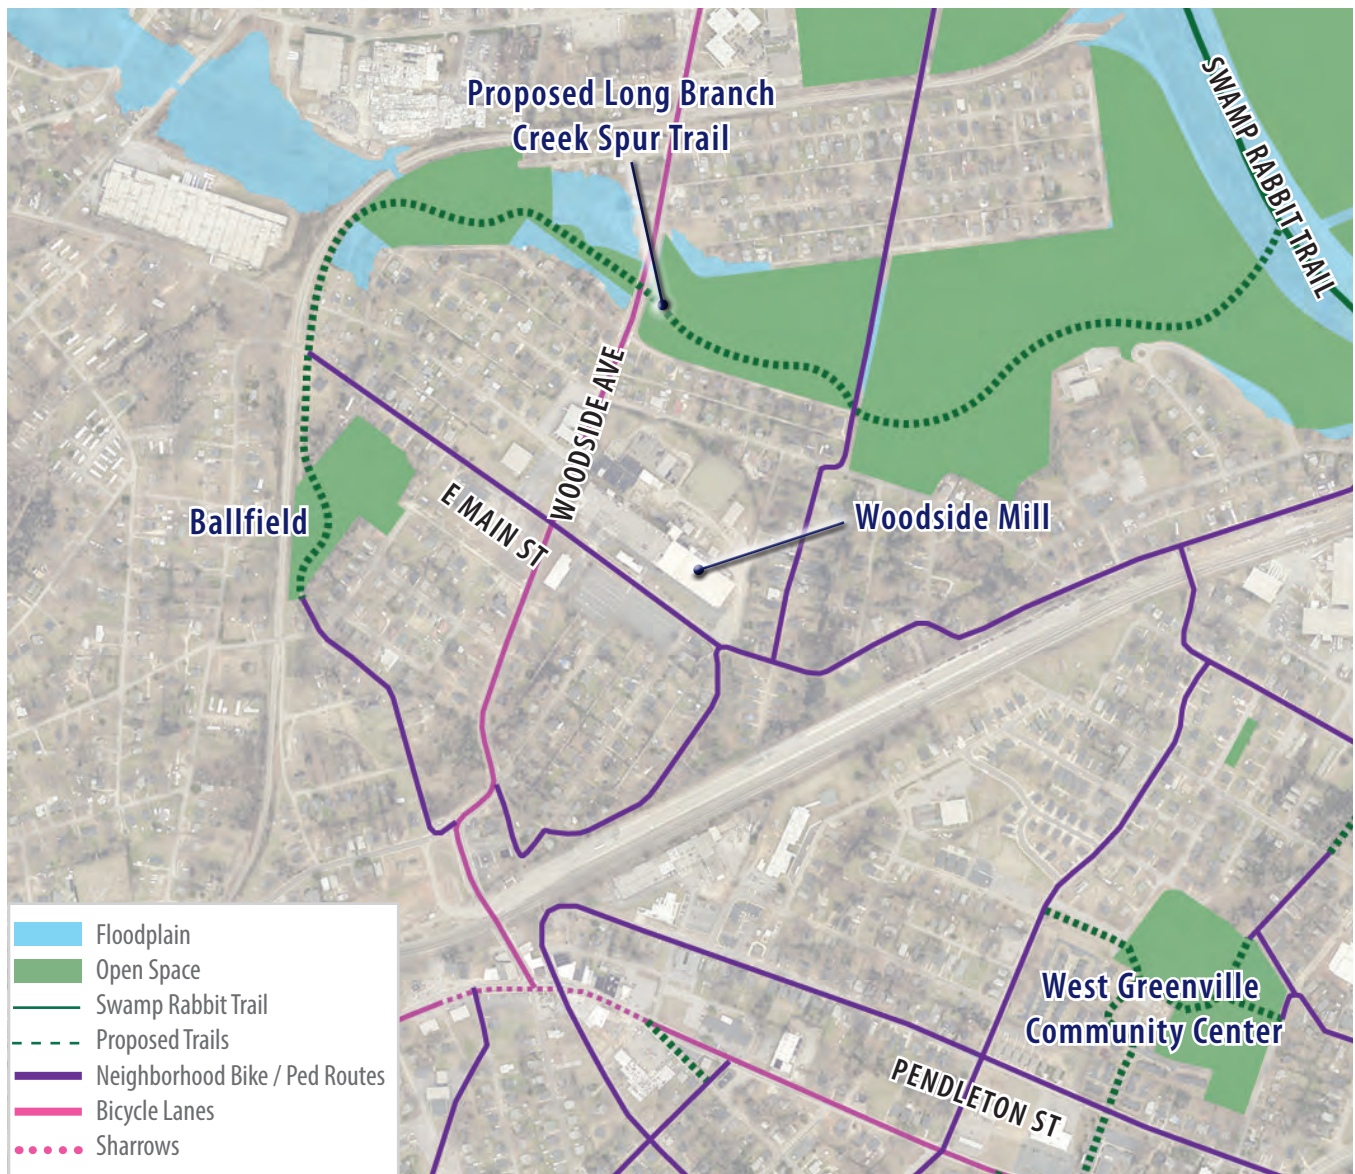 Proposed Long Branch
Creek Spur Trail
SWAMP RABBIT TRAIL
WOODSIDE AVE
E MAIN ST
Ballfield
Woodside Mill
West Greenville
Community Center
PENDLETON ST
Floodplain
Open Space
Swamp Rabbit Trail
Proposed Trails
Neighborhood Bike / Ped Routes
Bicycle Lanes
Sharrows